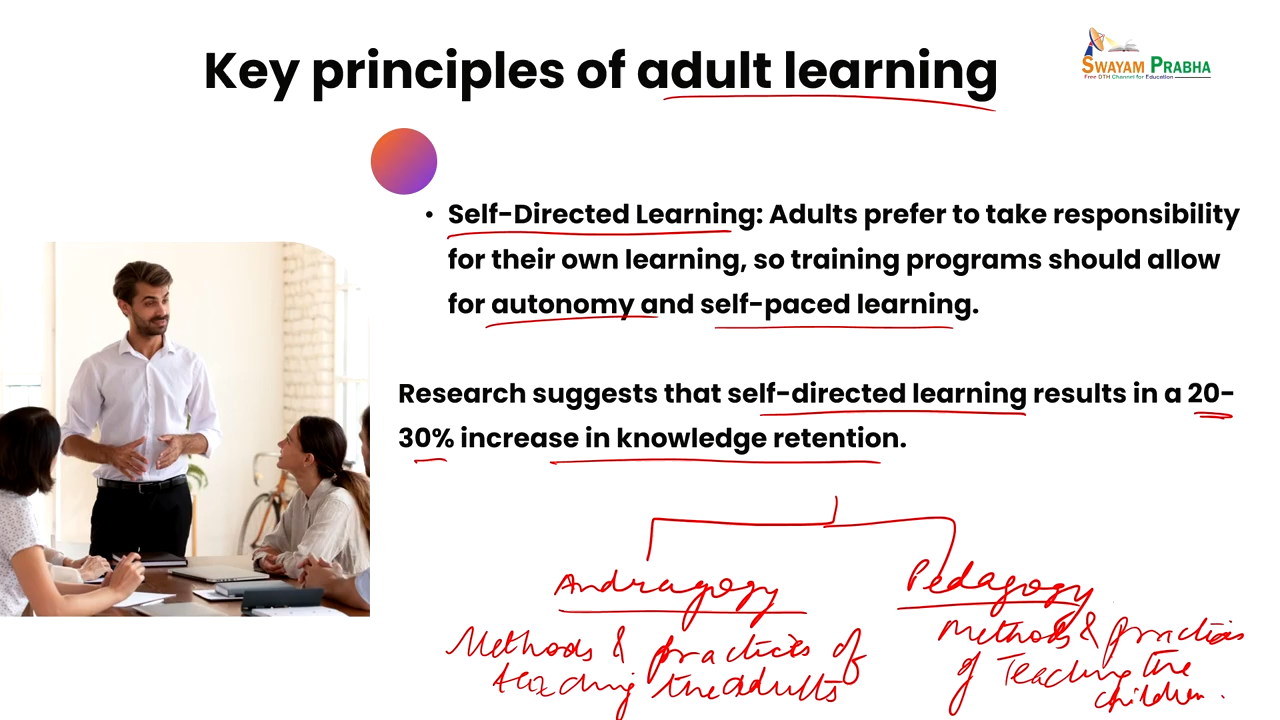 Key principles of adult learning
SWAYAM PRABHA
Free DTH Channel for Education
• Self-Directed Learning: Adults prefer to take responsibility
for their own learning, so training programs should allow
for autonomy and self-paced learning.
Research suggests that self-directed learning results in a 20-
30% increase in knowledge retention.
Andragogy
Methods & practices of
teaching the adults
Pedagogy
Methods & practices
of Teaching the
children.